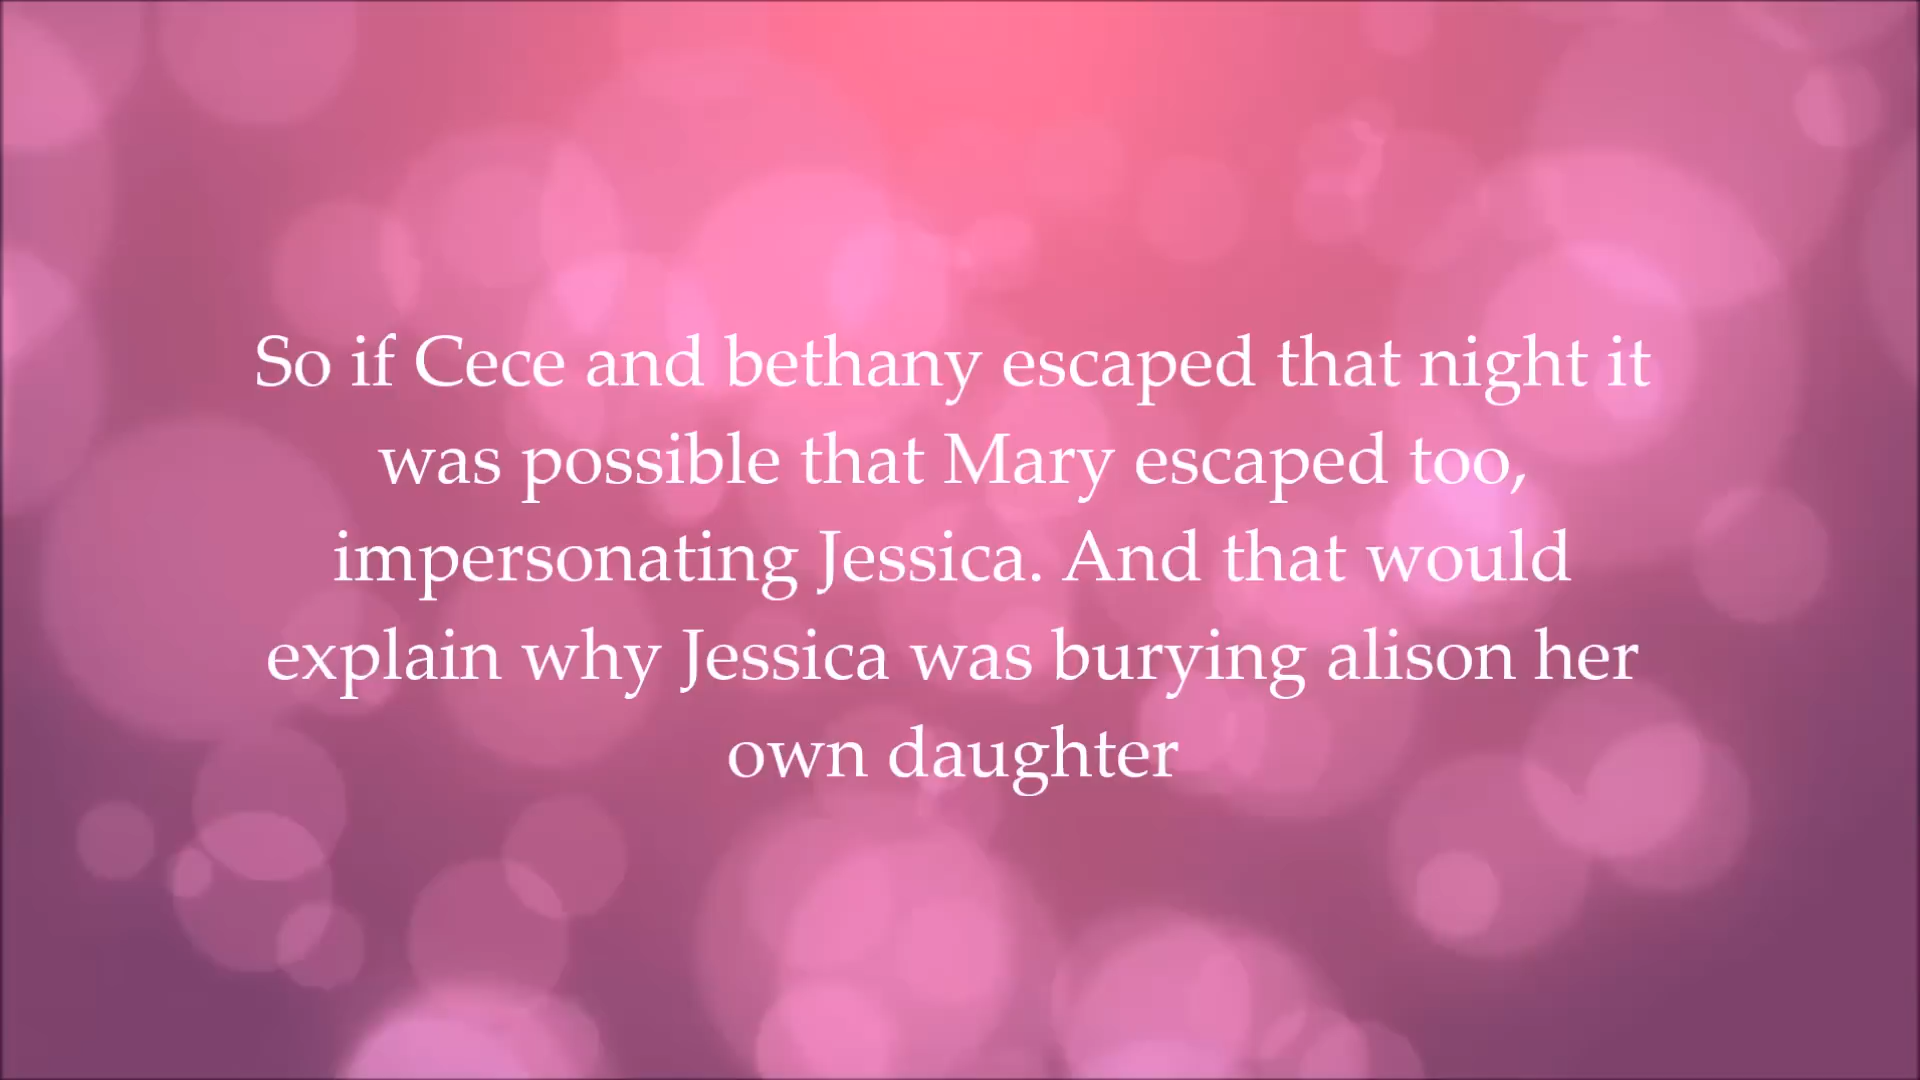 So if Cece and bethany escaped that night it
was possible that Mary escaped too,
impersonating Jessica. And that would
explain why Jessica was burying alison her
own daughter